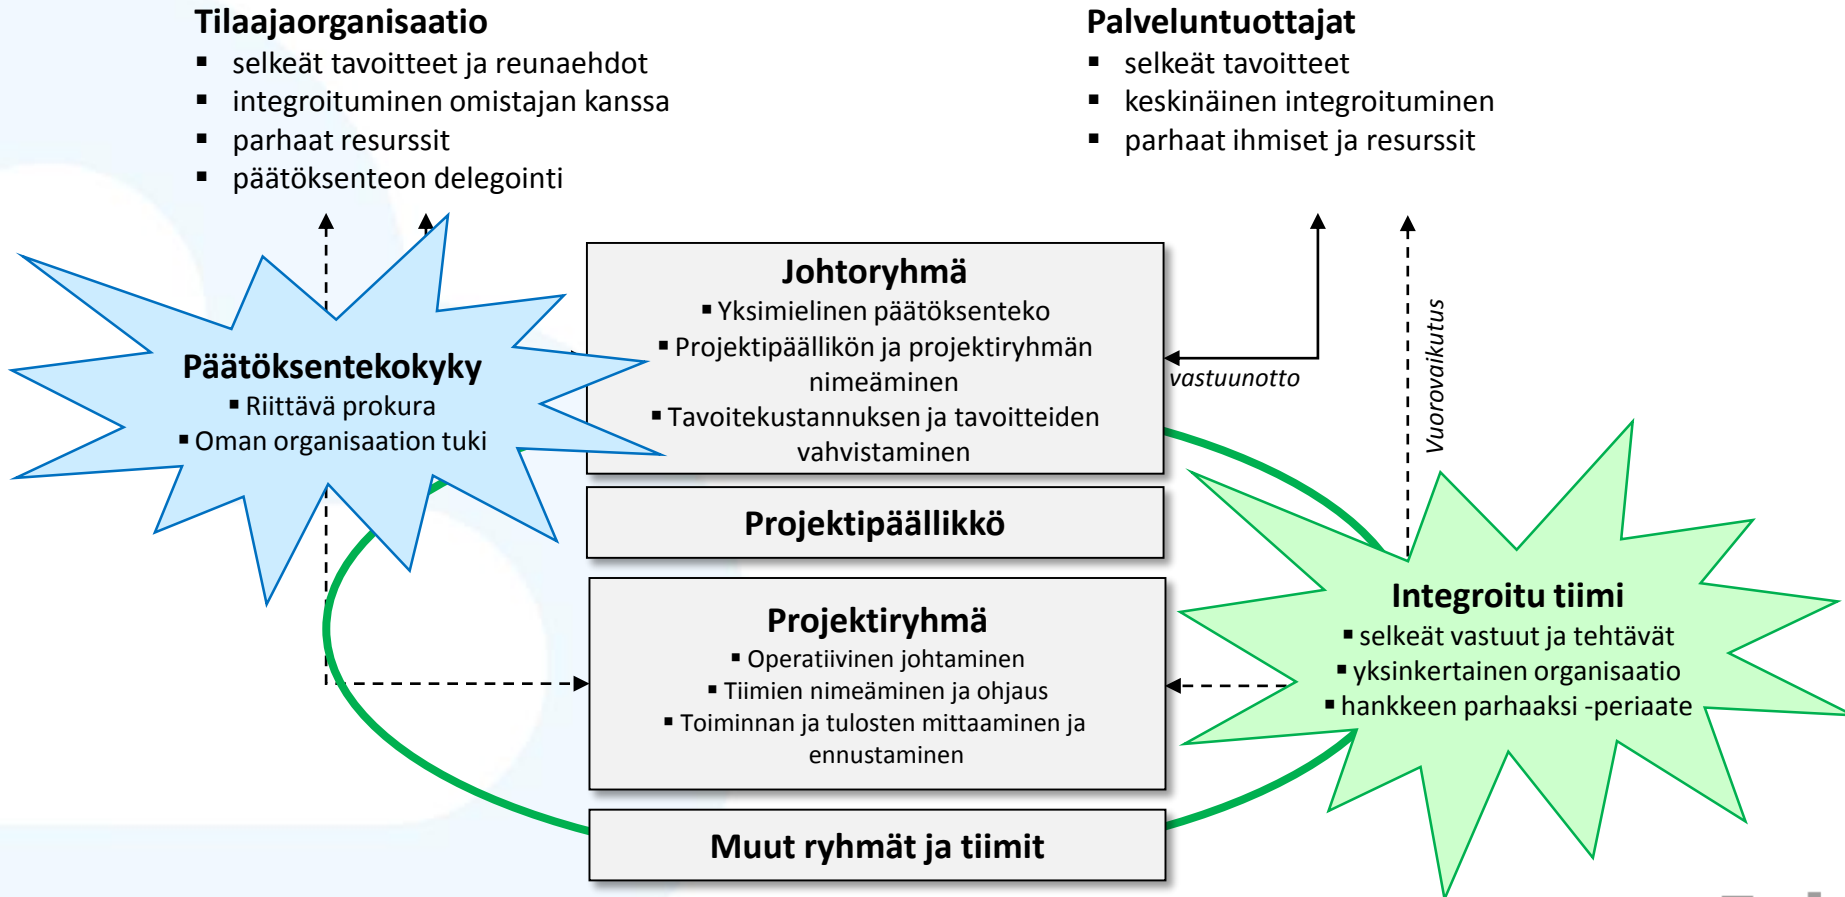 Tilaajaorganisaatio
▪ selkeät tavoitteet ja reunaehdot
▪ integroituminen omistajan kanssa
▪ parhaat resurssit
▪ päätöksenteon delegointi
Palveluntuottajat
▪ selkeät tavoitteet
▪ keskinäinen integroituminen
▪ parhaat ihmiset ja resurssit
Johtoryhmä
▪ Yksimielinen päätöksenteko
▪ Projektipäällikön ja projektiryhmän
nimeäminen
▪ Tavoitekustannuksen ja tavoitteiden
vahvistaminen
Päätöksentekokyky
▪ Riittävä prokura
▪ Oman organisaation tuki
vastuunotto
Vuorovaikutus
Projektipäällikkö
Projektiryhmä
▪ Operatiivinen johtaminen
▪ Tiimien nimeäminen ja ohjaus
▪ Toiminnan ja tulosten mittaaminen ja
ennustaminen
Integroitu tiimi
▪ selkeät vastuut ja tehtävät
▪ yksinkertainen organisaatio
▪ hankkeen parhaaksi -periaate
Muut ryhmät ja tiimit